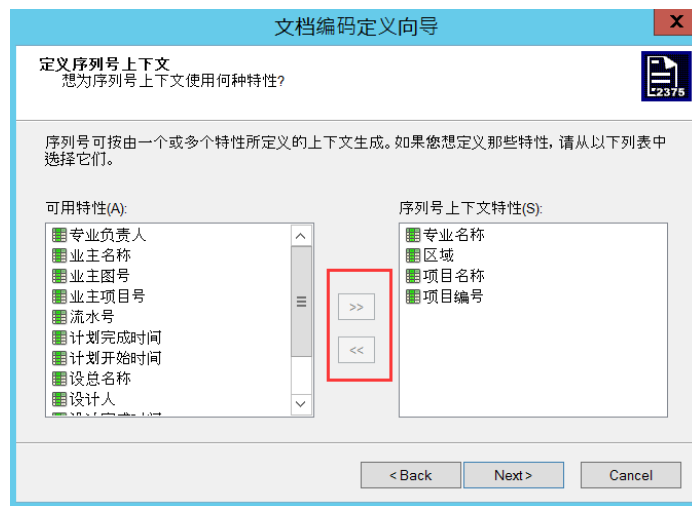 文档编码定义向导
X
定义序列号上下文
想为序列号上下文使用何种特性?
2375
序列号可按由一个或多个特性所定义的上下文生成。如果您想定义那些特性, 请从以下列表中
选择它们。
可用特性(A):
专业负责人
业主名称
业主图号
业主项目号
流水号
计划完成时间
计划开始时间
设总名称
设计人
序列号上下文特性(S):
专业名称
区域
项目名称
项目编号
>>
<<
< Back
Next >
Cancel